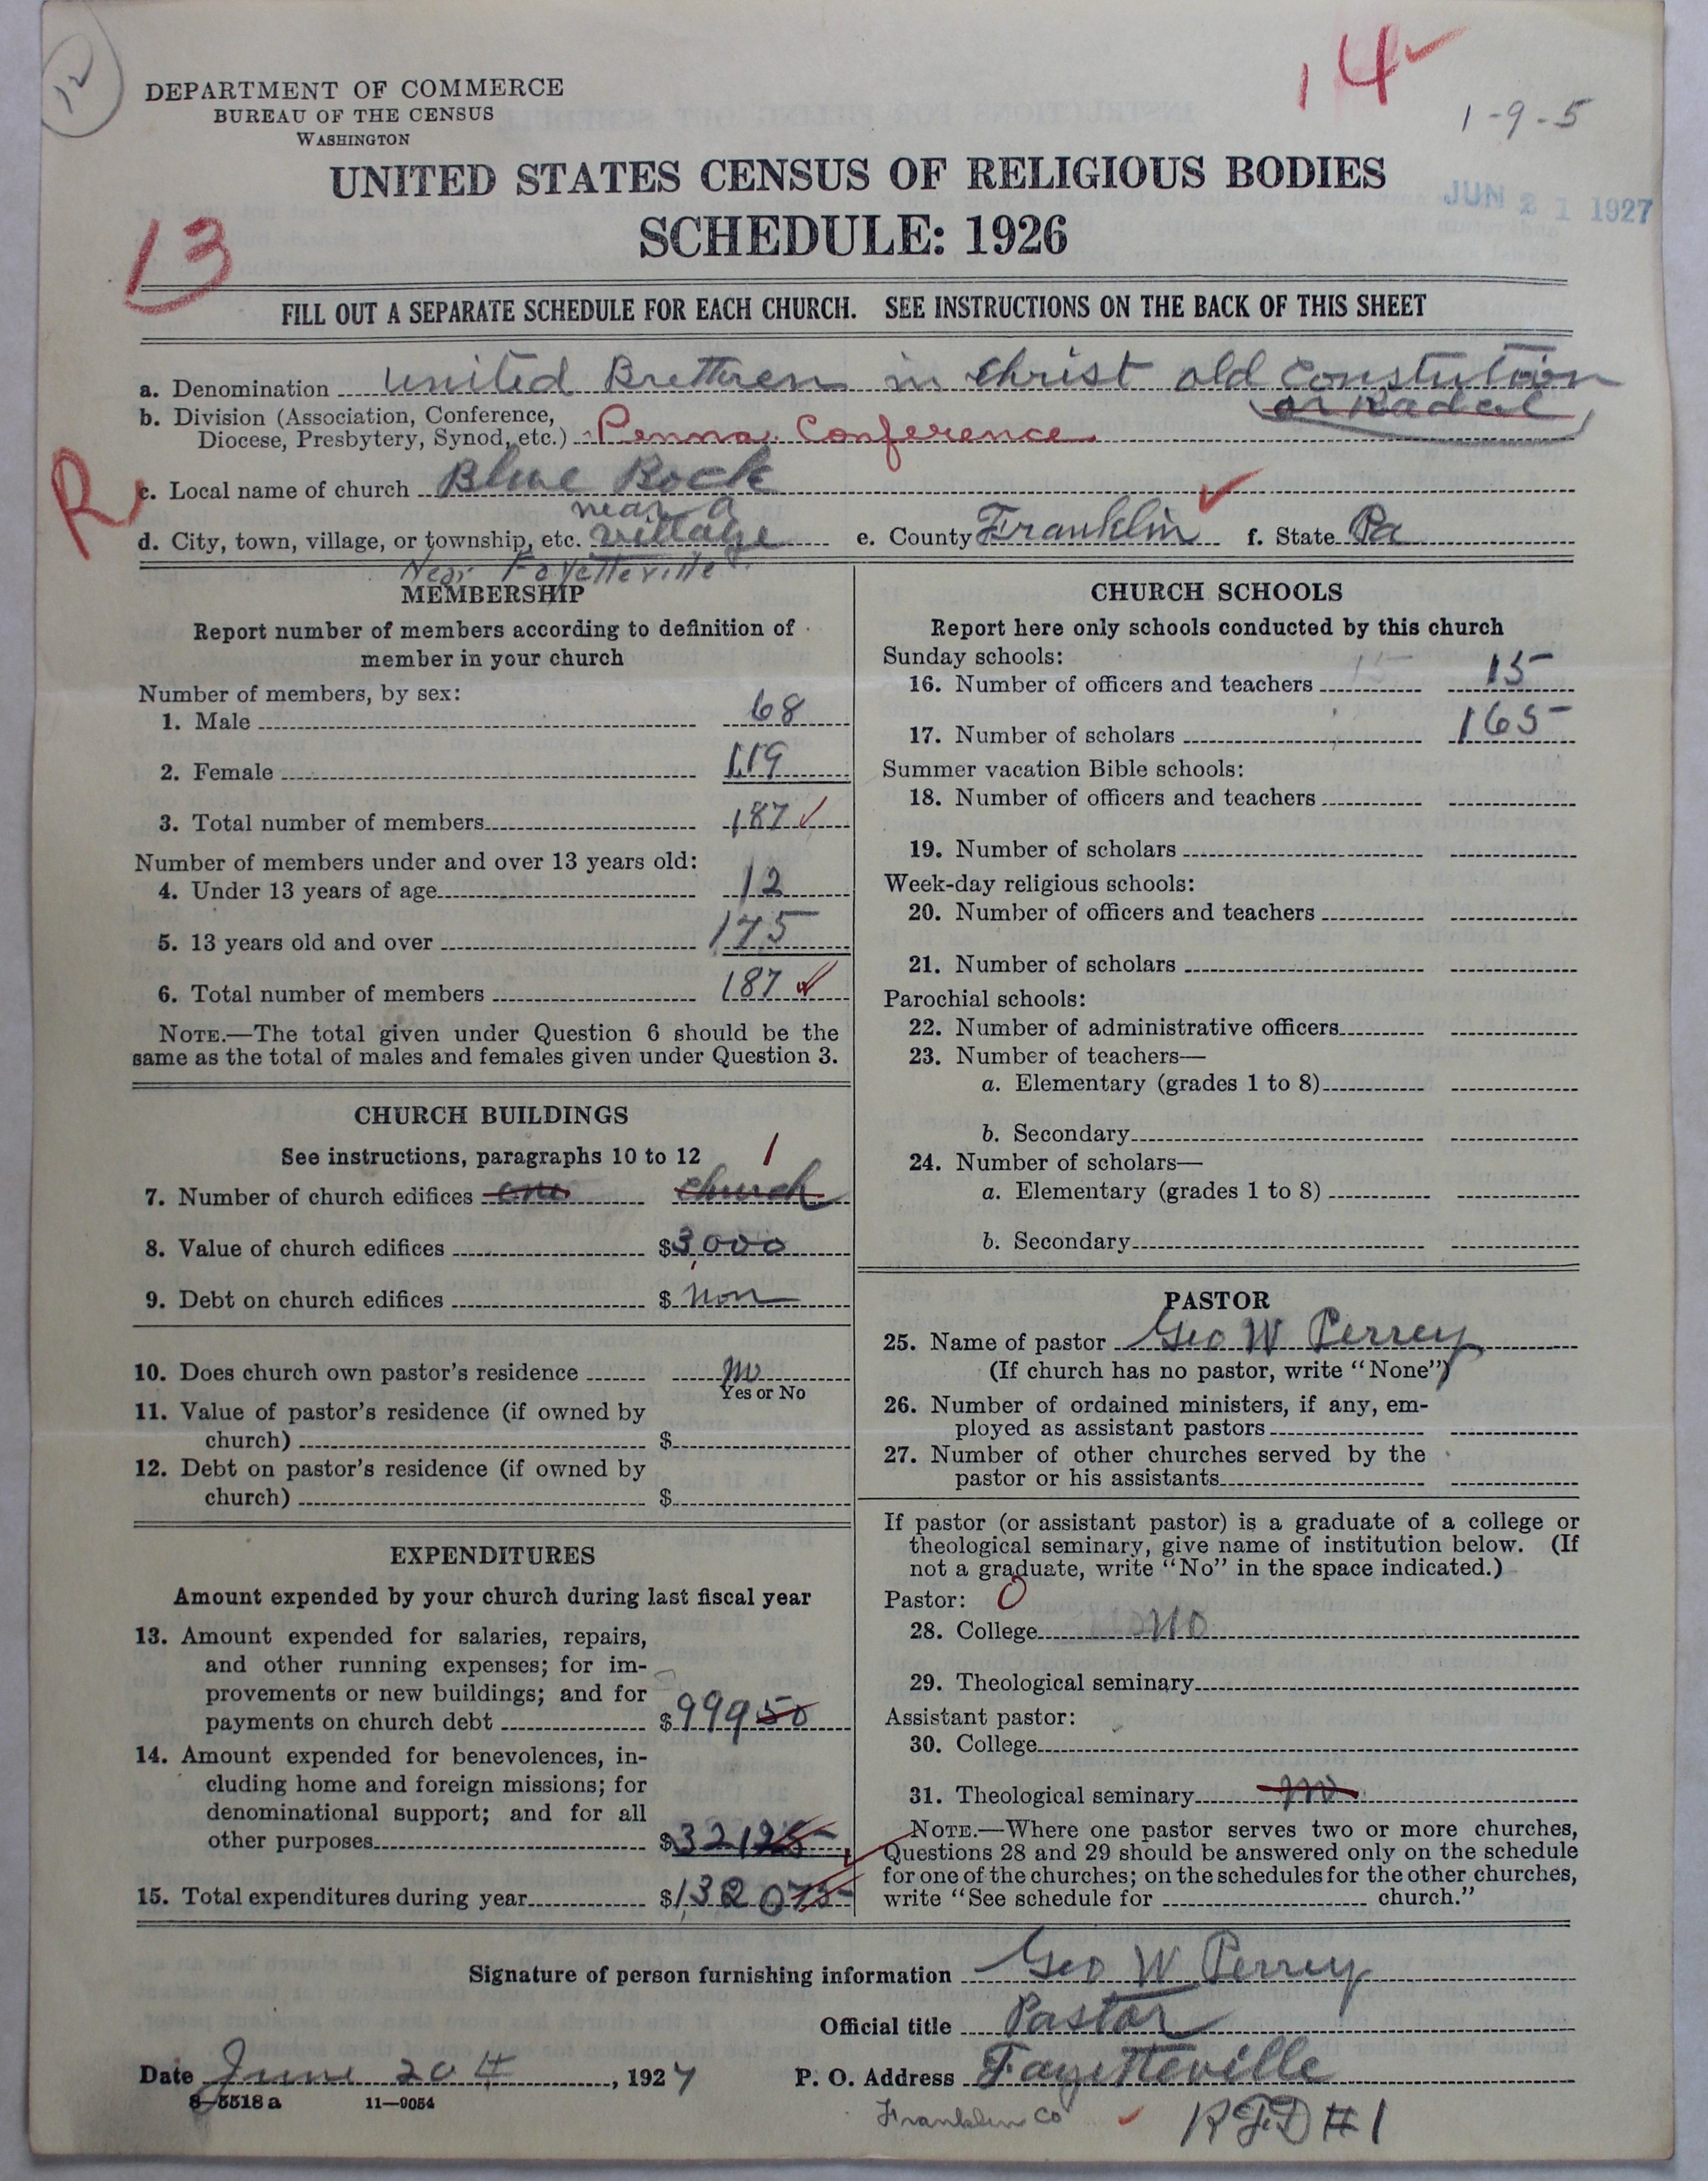 12
14
1-9-5
DEPARTMENT OF COMMERCE
BUREAU OF THE CENSUS
WASHINGTON
UNITED STATES CENSUS OF RELIGIOUS BODIES
JUN 21 1927
SCHEDULE: 1926
13
FILL OUT A SEPARATE SCHEDULE FOR EACH CHURCH. SEE INSTRUCTIONS ON THE BACK OF THIS SHEET
a. Denomination United Brethren in Christ old Constution
or Radcal
b. Division (Association, Conference,
Diocese, Presbytery, Synod, etc.) Penna. Conference
R
c. Local name of church Blue Rock
near a
d. City, town, village, or township, etc. village e. County Franklin f. State Pa
Near Fayetteville
MEMBERSHIP
Report number of members according to definition of
member in your church
Number of members, by sex:
1. Male 68
2. Female 119
3. Total number of members 187
Number of members under and over 13 years old:
4. Under 13 years of age 12
5. 13 years old and over 175
6. Total number of members 187
NOTE.—The total given under Question 6 should be the
same as the total of males and females given under Question 3.
CHURCH BUILDINGS
See instructions, paragraphs 10 to 12 1
7. Number of church edifices one church
8. Value of church edifices $3,000
9. Debt on church edifices $ non
10. Does church own pastor's residence no
Yes or No
11. Value of pastor's residence (if owned by
church) $
12. Debt on pastor's residence (if owned by
church) $
EXPENDITURES
Amount expended by your church during last fiscal year
13. Amount expended for salaries, repairs,
and other running expenses; for im-
provements or new buildings; and for
payments on church debt $99950
14. Amount expended for benevolences, in-
cluding home and foreign missions; for
denominational support; and for all
other purposes $32125
15. Total expenditures during year $1,32075
CHURCH SCHOOLS
Report here only schools conducted by this church
Sunday schools:
16. Number of officers and teachers 15 15
17. Number of scholars 165
Summer vacation Bible schools:
18. Number of officers and teachers
19. Number of scholars
Week-day religious schools:
20. Number of officers and teachers
21. Number of scholars
Parochial schools:
22. Number of administrative officers
23. Number of teachers—
a. Elementary (grades 1 to 8)
b. Secondary
24. Number of scholars—
a. Elementary (grades 1 to 8)
b. Secondary
PASTOR
25. Name of pastor Geo W Perrey
(If church has no pastor, write "None")
26. Number of ordained ministers, if any, em-
ployed as assistant pastors
27. Number of other churches served by the
pastor or his assistants
If pastor (or assistant pastor) is a graduate of a college or
theological seminary, give name of institution below. (If
not a graduate, write "No" in the space indicated.)
Pastor: O
28. College no
29. Theological seminary
Assistant pastor:
30. College
31. Theological seminary no
NOTE.—Where one pastor serves two or more churches,
Questions 28 and 29 should be answered only on the schedule
for one of the churches; on the schedules for the other churches,
write "See schedule for church."
Signature of person furnishing information Geo W Perrey
Official title Pastor
Date June 20th, 1927 P. O. Address Fayetteville
8-5518a 11-9054
Franklin Co RFD #1